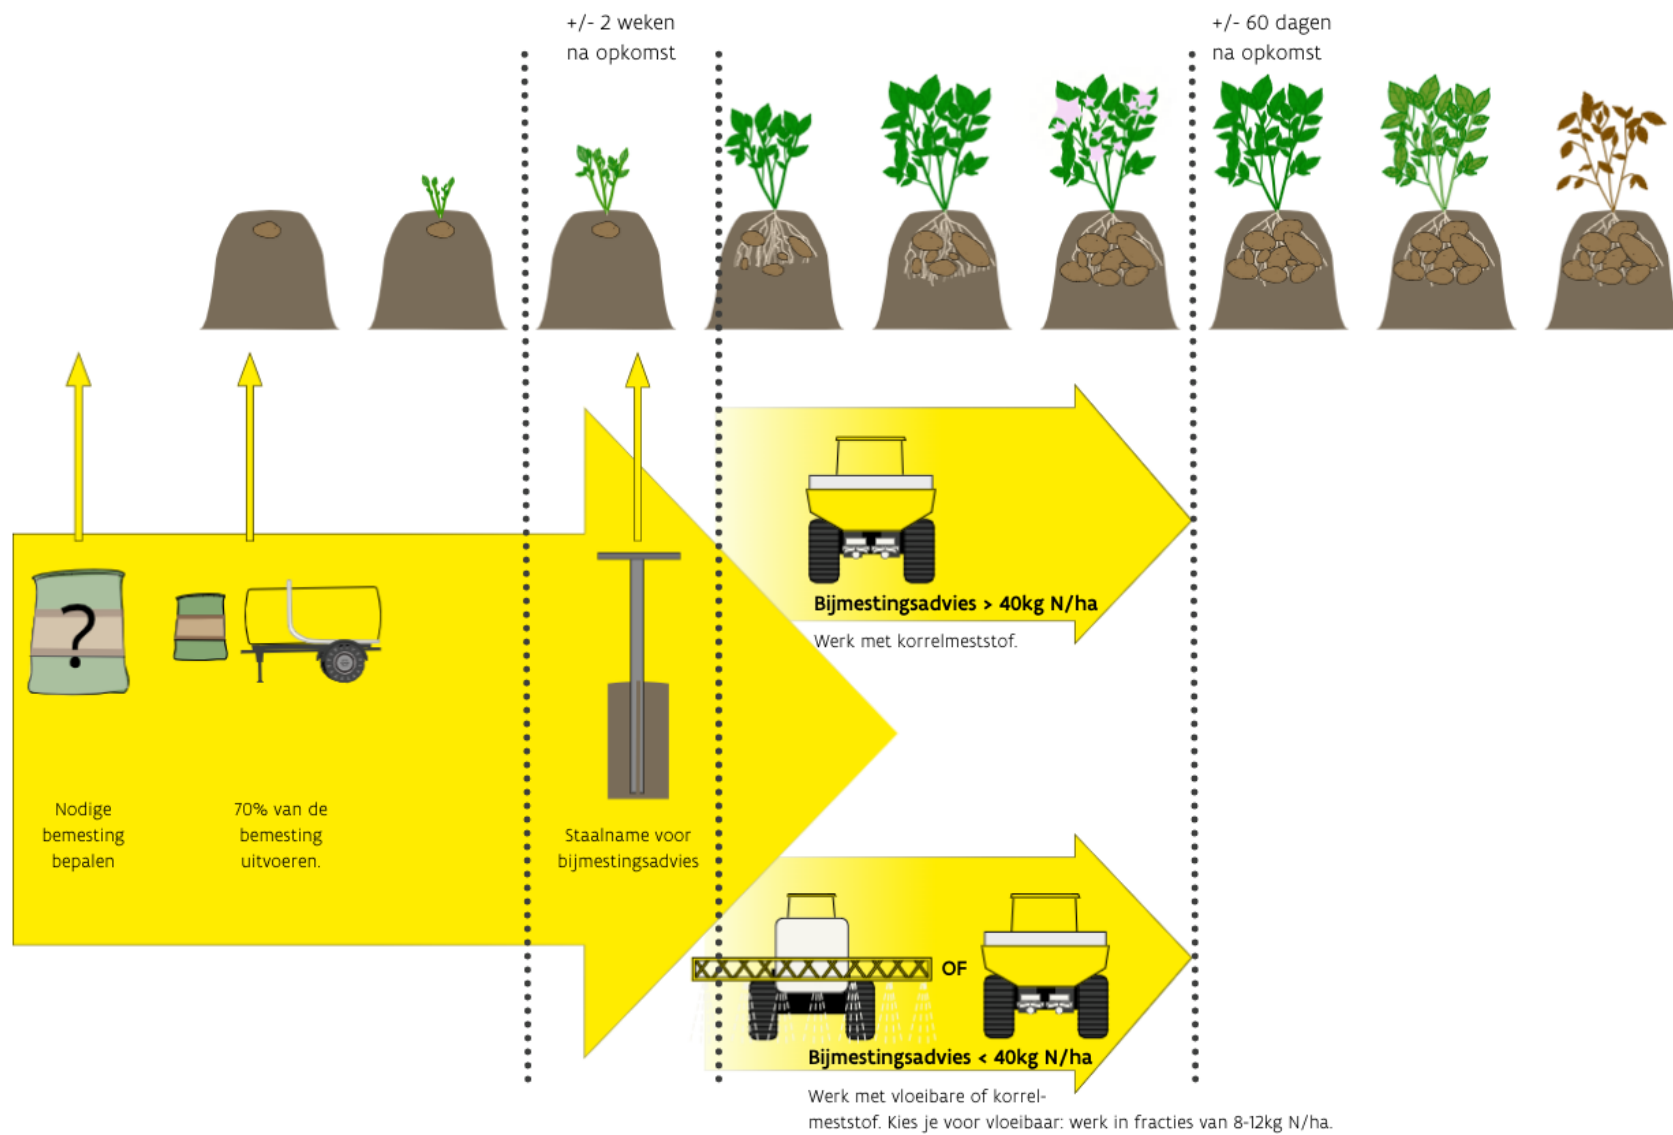 +/- 2 weken
na opkomst
+/- 60 dagen
na opkomst
?
Nodige
bemesting
bepalen
70% van de
bemesting
uitvoeren.
Staalname voor
bijmestingsadvies
Bijmestingsadvies > 40kg N/ha
Werk met korrelmeststof.
OF
Bijmestingsadvies < 40kg N/ha
Werk met vloeibare of korrel-
meststof. Kies je voor vloeibaar: werk in fracties van 8-12kg N/ha.